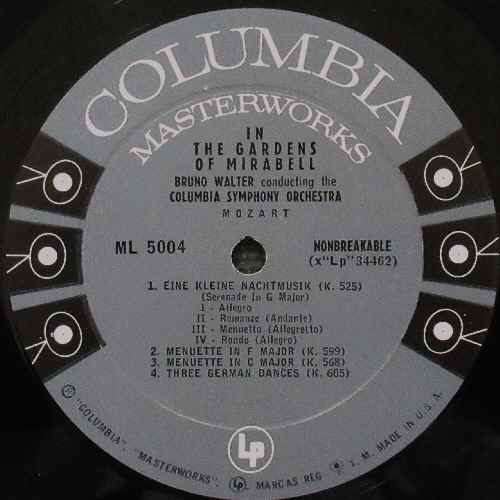 COLUMBIA
MASTERWORKS
IN
THE GARDENS
OF MIRABELL
BRUNO WALTER conducting the
COLUMBIA SYMPHONY ORCHESTRA
MOZART
ML 5004
NONBREAKABLE
(x"Lp"34462)
1. EINE KLEINE NACHTMUSIK (K. 525)
(Serenade in G Major)
I - Allegro
II - Romanze (Andante)
III - Menuetto (Allegretto)
IV - Rondo (Allegro)
2. MENUETTE IN F MAJOR (K. 599)
3. MENUETTE IN C MAJOR (K. 568)
4. THREE GERMAN DANCES (K. 605)
LP
"COLUMBIA", "MASTERWORKS", LP MARCAS REG. T. M. MADE IN U.S.A.